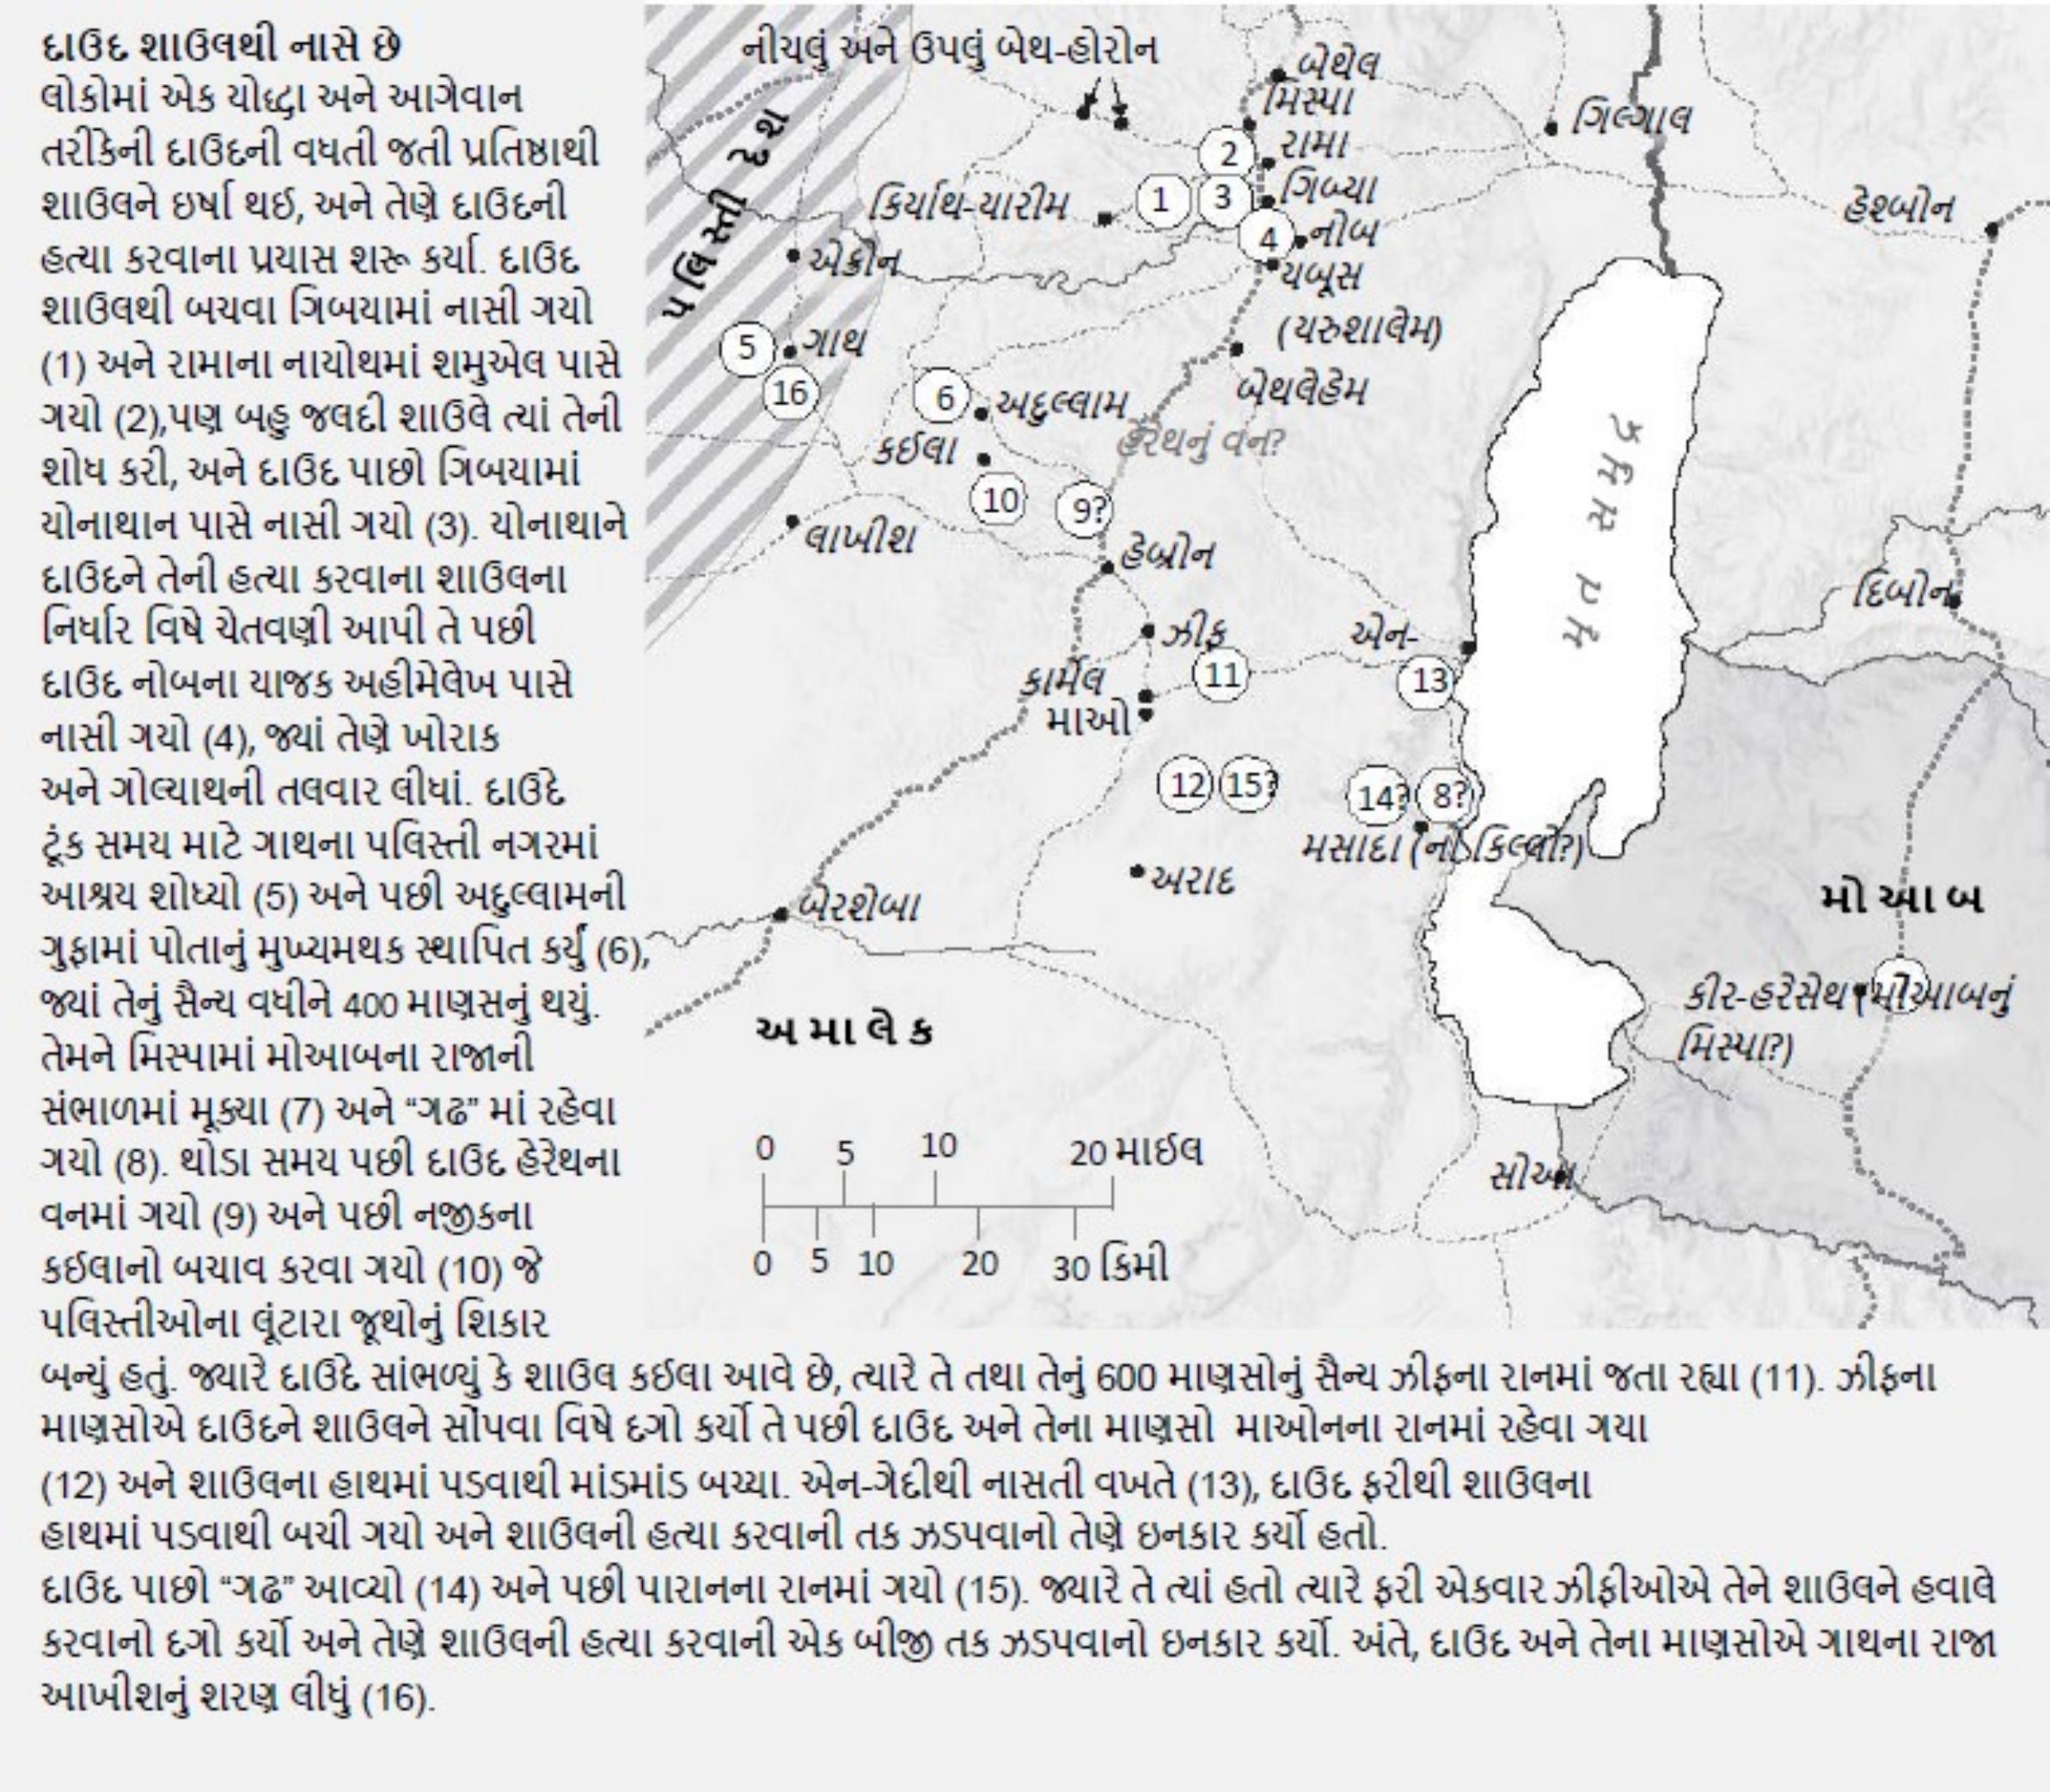 દાઉદ શાઉલથી નાસે છે
લોકોમાં એક યોદ્ધા અને આગેવાન
તરીકેની દાઉદની વધતી જતી પ્રતિષ્ઠાથી
શાઉલને ઇર્ષા થઈ, અને તેણે દાઉદની
હત્યા કરવાના પ્રયાસ શરૂ કર્યા. દાઉદ
શાઉલથી બચવા ગિબયામાં નાસી ગયો
(1) અને રામાના નાયોથમાં શમુએલ પાસે
ગયો (2),પણ બહુ જલદી શાઉલે ત્યાં તેની
શોધ કરી, અને દાઉદ પાછો ગિબયામાં
યોનાથાન પાસે નાસી ગયો (3). યોનાથાને
દાઉદને તેની હત્યા કરવાના શાઉલના
નિર્ધાર વિષે ચેતવણી આપી તે પછી
દાઉદ નોબના યાજક અહીમેલેખ પાસે
નાસી ગયો (4), જ્યાં તેણે ખોરાક
અને ગોલ્યાથની તલવાર લીધાં. દાઉદે
ટૂંક સમય માટે ગાથના પલિસ્તી નગરમાં
આશ્રય શોધ્યો (5) અને પછી અદુલ્લામની
ગુફામાં પોતાનું મુખ્યમથક સ્થાપિત કર્યું (6),
જ્યાં તેનું સૈન્ય વધીને 400 માણસનું થયું.
તેમને મિસ્પામાં મોઆબના રાજાની
સંભાળમાં મૂક્યા (7) અને “ગઢ” માં રહેવા
ગયો (8). થોડા સમય પછી દાઉદ હેરેથના
વનમાં ગયો (9) અને પછી નજીકના
કઈલાનો બચાવ કરવા ગયો (10) જે
પલિસ્તીઓના લૂંટારા જૂથોનું શિકાર
બન્યું હતું. જ્યારે દાઉદે સાંભળ્યું કે શાઉલ કઈલા આવે છે, ત્યારે તે તથા તેનું 600 માણસોનું સૈન્ય ઝીફના રાનમાં જતા રહ્યા (11). ઝીફના
માણસોએ દાઉદને શાઉલને સોંપવા વિષે દગો કર્યો તે પછી દાઉદ અને તેના માણસો માઓનના રાનમાં રહેવા ગયા
(12) અને શાઉલના હાથમાં પડવાથી માંડમાંડ બચ્યા. એન-ગેદીથી નાસતી વખતે (13), દાઉદ ફરીથી શાઉલના
હાથમાં પડવાથી બચી ગયો અને શાઉલની હત્યા કરવાની તક ઝડપવાનો તેણે ઇનકાર કર્યો હતો.
દાઉદ પાછો “ગઢ” આવ્યો (14) અને પછી પારાનના રાનમાં ગયો (15). જ્યારે તે ત્યાં હતો ત્યારે ફરી એકવાર ઝીફીઓએ તેને શાઉલને હવાલે
કરવાનો દગો કર્યો અને તેણે શાઉલની હત્યા કરવાની એક બીજી તક ઝડપવાનો ઇનકાર કર્યો. અંતે, દાઉદ અને તેના માણસોએ ગાથના રાજા
આખીશનું શરણ લીધું (16).
નીચલું અને ઉપલું બેથ-હોરોન
બેથેલ
મિસ્પા
ગિલ્ગાલ
2 રામા
કિર્યાથ-યારીમ 1 3 ગિબ્યા
હેશ્બોન
4 નોબ
પલિસ્તી દેશ
એક્રોન
યબૂસ
(યરુશાલેમ)
5 ગાથ
16
6 અદુલ્લામ
બેથલેહેમ
હેરેથનું વન?
કઈલા
10 9?
લાખીશ
હેબ્રોન
મૃત સમુદ્ર
દિબોન
ઝીફ
એન-
11
13
કાર્મેલ
માઓ
12 15? 14? 8?
મસાદા (નો કિલ્લો?)
અરાદ
બેરશેબા
મોઆબ
કીર-હરેસેથ (મોઆબનું
મિસ્પા?)
અમાલેક
સોઆ
0 5 10 20 માઈલ
0 5 10 20 30 કિમી